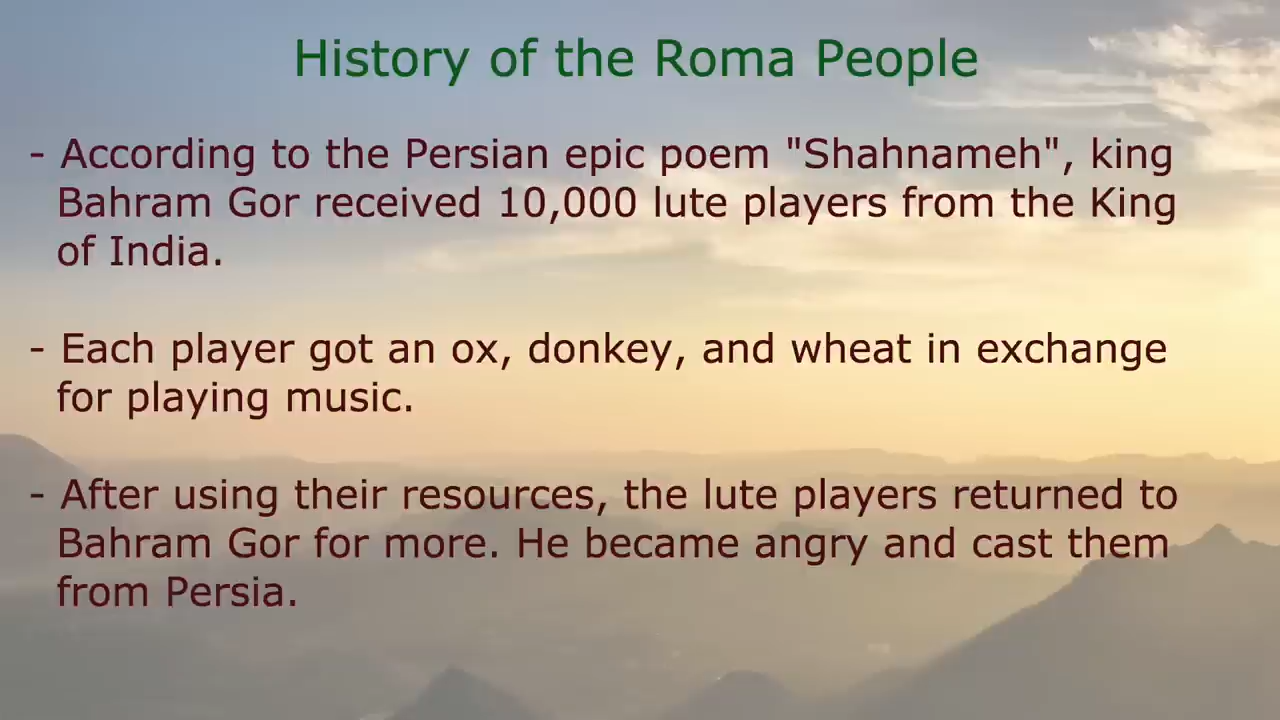 History of the Roma People
- According to the Persian epic poem "Shahnameh", king
Bahram Gor received 10,000 lute players from the King
of India.
- Each player got an ox, donkey, and wheat in exchange
for playing music.
- After using their resources, the lute players returned to
Bahram Gor for more. He became angry and cast them
from Persia.